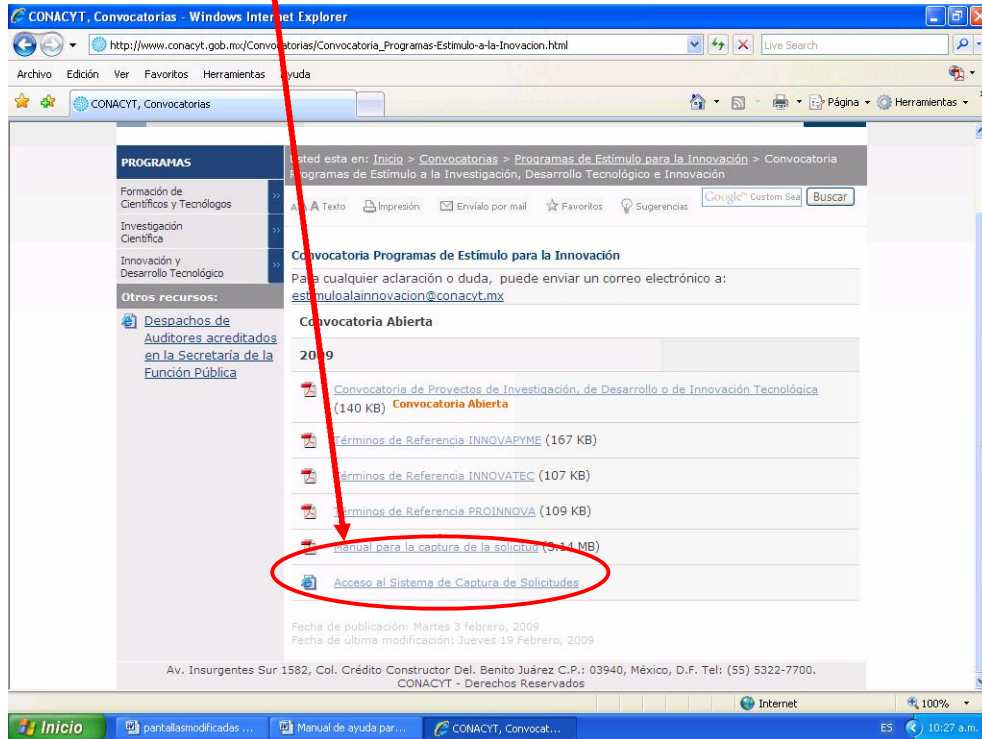 CONACYT, Convocatorias - Windows Internet Explorer
http://www.conacyt.gob.mx/Convocatorias/Convocatoria_Programas-Estimulo-a-la-Inovacion.html
Live Search
Archivo Edición Ver Favoritos Herramientas Ayuda
CONACYT, Convocatorias
Página
Herramientas
PROGRAMAS
Formación de
Científicos y Tecnólogos
Investigación
Científica
Innovación y
Desarrollo Tecnológico
Otros recursos:
Despachos de
Auditores acreditados
en la Secretaría de la
Función Pública
Usted esta en: Inicio > Convocatorias > Programas de Estímulo para la Innovación > Convocatoria
Programas de Estímulo a la Investigación, Desarrollo Tecnológico e Innovación
A A A Texto Impresión Envíalo por mail Favoritos Sugerencias Google™ Custom Sea Buscar
Convocatoria Programas de Estímulo para la Innovación
Para cualquier aclaración o duda, puede enviar un correo electrónico a:
estimuloalainnovacion@conacyt.mx
Convocatoria Abierta
2009
Convocatoria de Proyectos de Investigación, de Desarrollo o de Innovación Tecnológica
(140 KB) Convocatoria Abierta
Términos de Referencia INNOVAPYME (167 KB)
Términos de Referencia INNOVATEC (107 KB)
Términos de Referencia PROINNOVA (109 KB)
Manual para la captura de la solicitud (5.14 MB)
Acceso al Sistema de Captura de Solicitudes
Fecha de publicación: Martes 3 febrero, 2009
Fecha de última modificación: Jueves 19 Febrero, 2009
Av. Insurgentes Sur 1582, Col. Crédito Constructor Del. Benito Juárez C.P.: 03940, México, D.F. Tel: (55) 5322-7700.
CONACYT - Derechos Reservados
Internet 100%
Inicio pantallasmodificadas ... Manual de ayuda par... CONACYT, Convocat... ES 10:27 a.m.